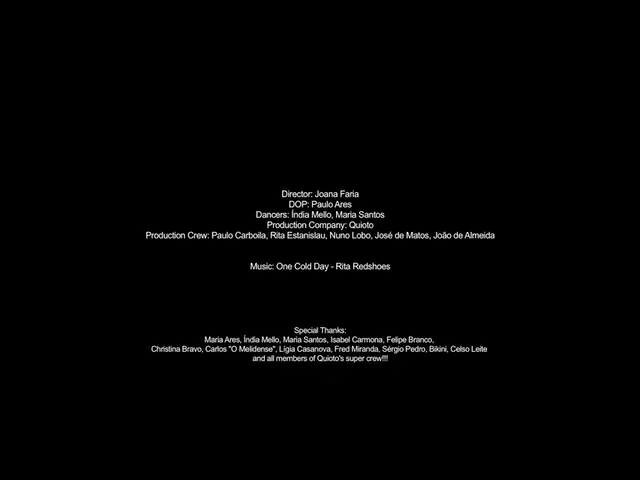 Director: Joana Faria
DOP: Paulo Ares
Dancers: Índia Mello, Maria Santos
Production Company: Quioto
Production Crew: Paulo Carboila, Rita Estanislau, Nuno Lobo, José de Matos, João de Almeida
Music: One Cold Day - Rita Redshoes
Special Thanks:
Maria Ares, Índia Mello, Maria Santos, Isabel Carmona, Felipe Branco,
Christina Bravo, Carlos "O Melidense", Lígia Casanova, Fred Miranda, Sérgio Pedro, Bikini, Celso Leite
and all members of Quioto's super crew!!!